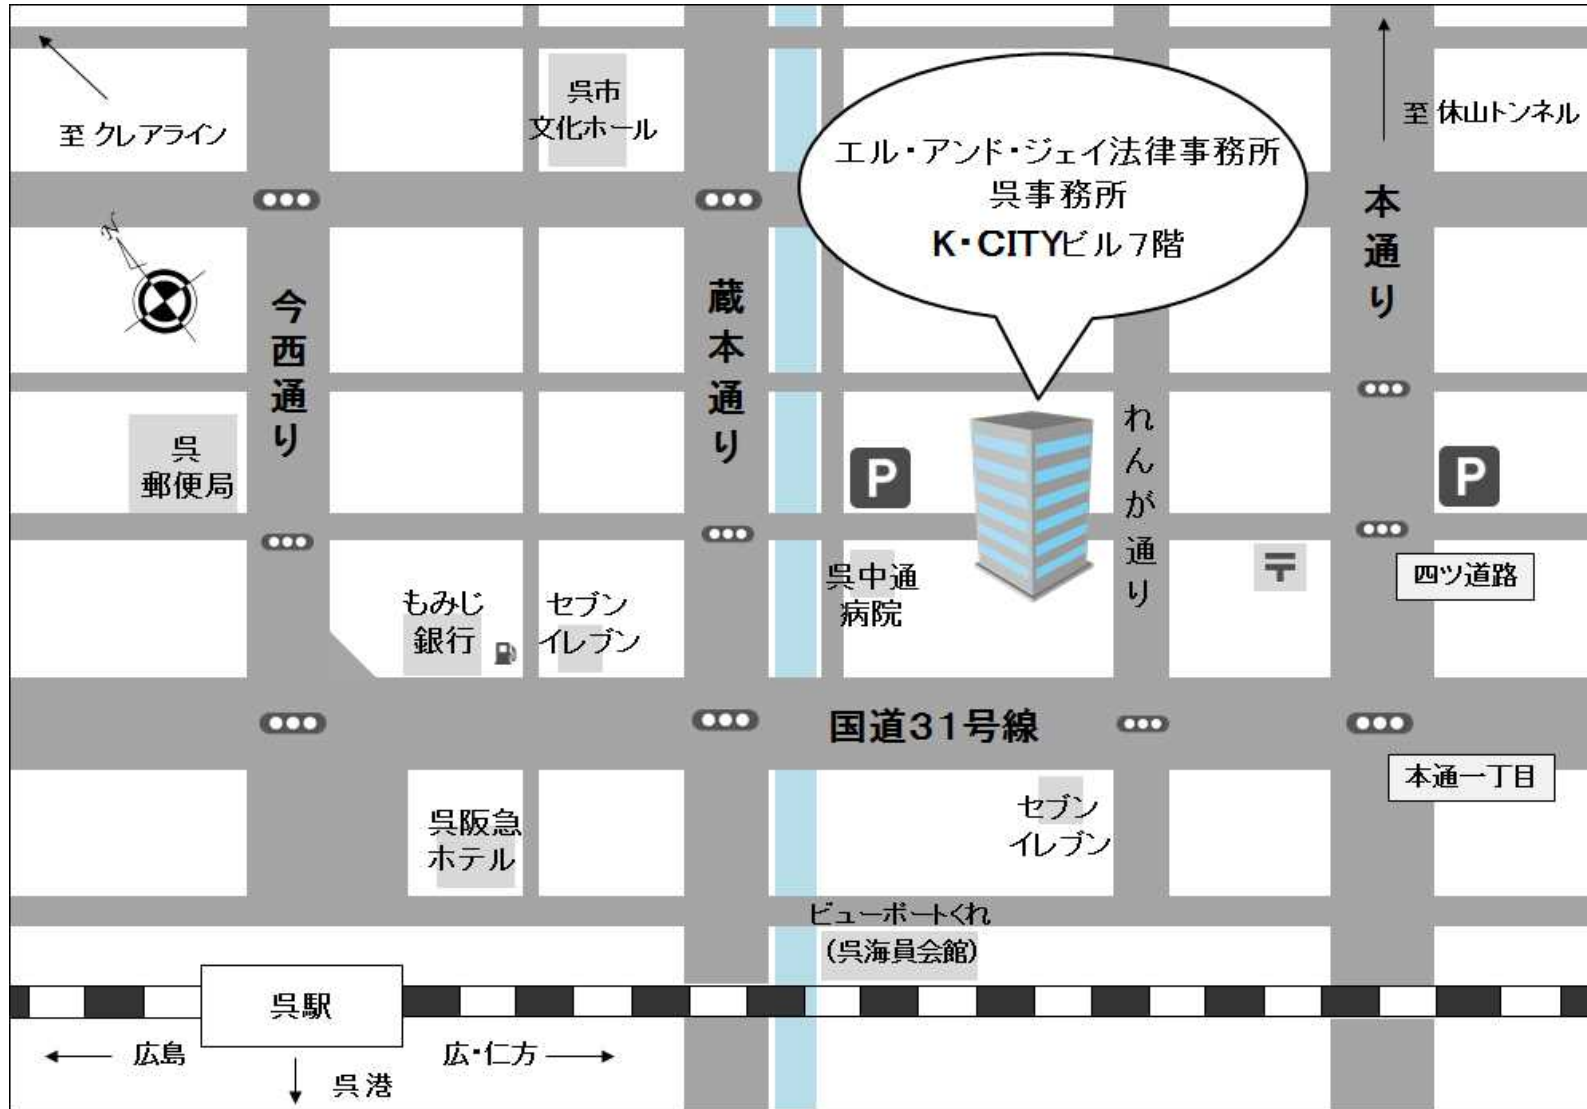 至 クレアライン
呉市
文化ホール
至 休山トンネル
エル・アンド・ジェイ法律事務所
呉事務所
K・CITYビル7階
N
今西通り
蔵本通り
本通り
れんが通り
呉
郵便局
P
P
呉中通
病院
〒
四ツ道路
もみじ
銀行
セブン
イレブン
国道31号線
本通一丁目
呉阪急
ホテル
セブン
イレブン
ビューポートくれ
(呉海員会館)
呉駅
広島
広・仁方
呉港